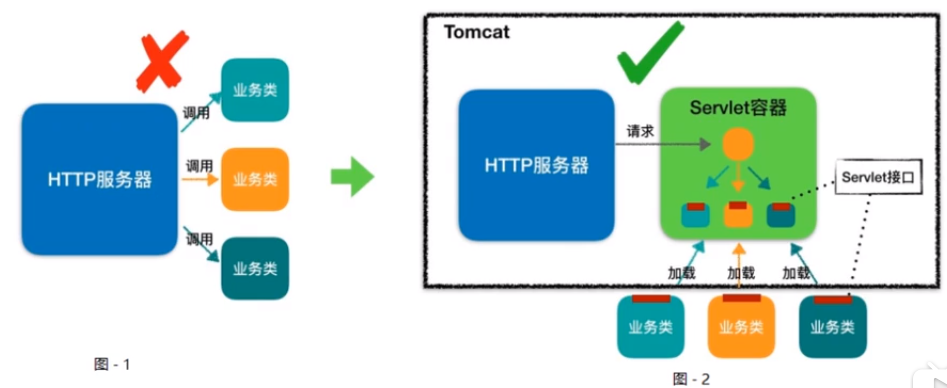 业务类
调用
HTTP服务器
调用
业务类
调用
业务类
图 - 1
Tomcat
Servlet容器
请求
HTTP服务器
Servlet接口
加载
加载
加载
业务类
业务类
业务类
图 - 2